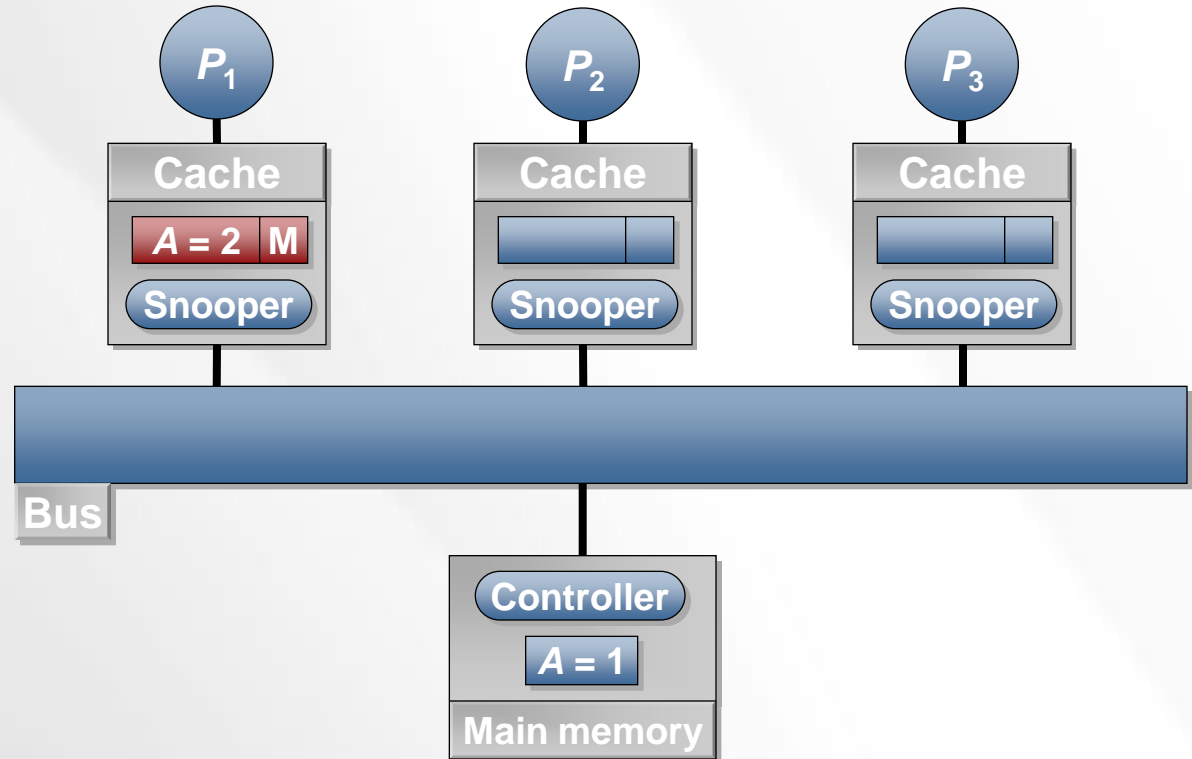 P1 P2 P3
Cache Cache Cache
A = 2 M
Snooper Snooper Snooper
Bus
Controller
A = 1
Main memory